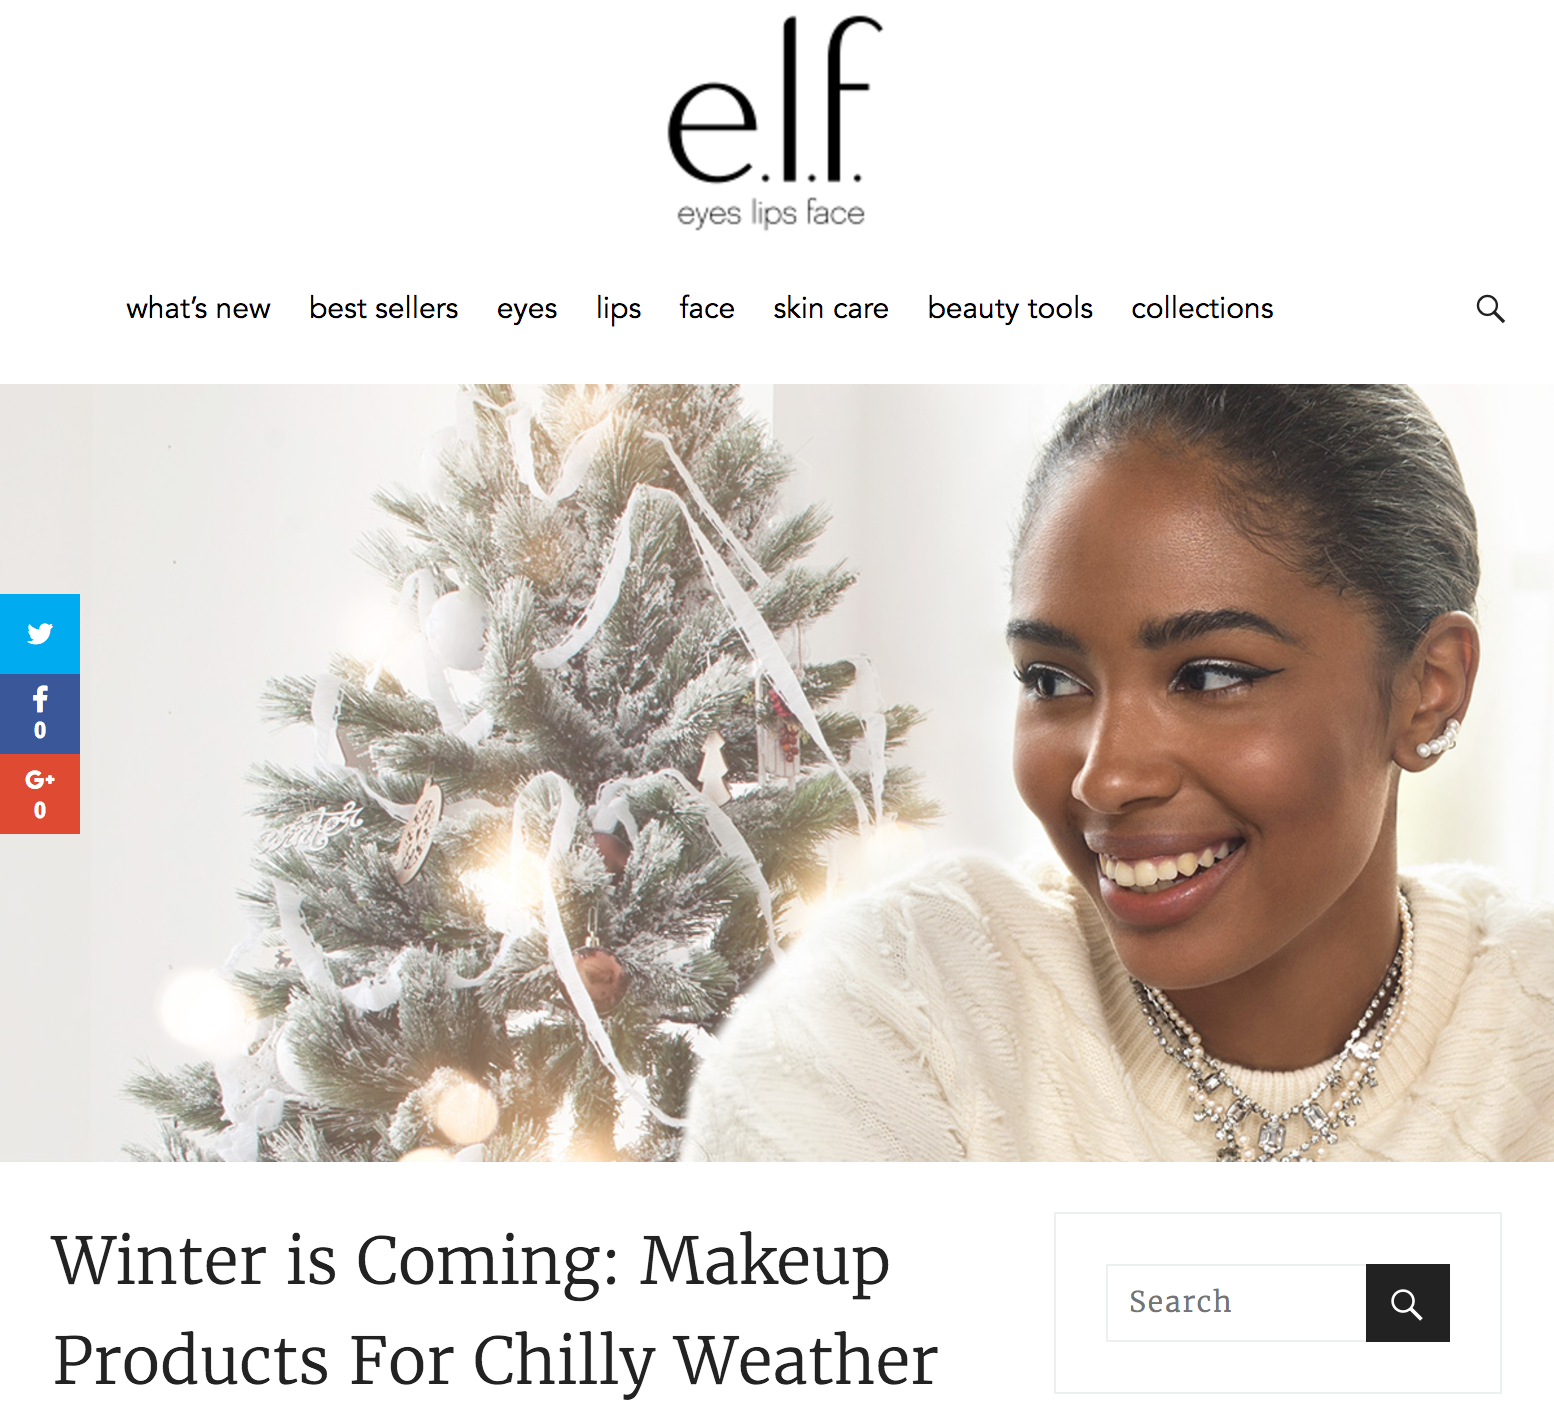 e.l.f.
eyes lips face
what's new best sellers eyes lips face skin care beauty tools collections
winter
0
G+
0
Winter is Coming: Makeup
Products For Chilly Weather
Search